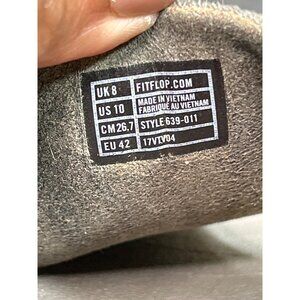 UK 8 FITFLOP.COM
US 10 MADE IN VIETNAM
FABRIQUÉ AU VIETNAM
CM 26.7 STYLE 639-011
EU 42 17VTV04